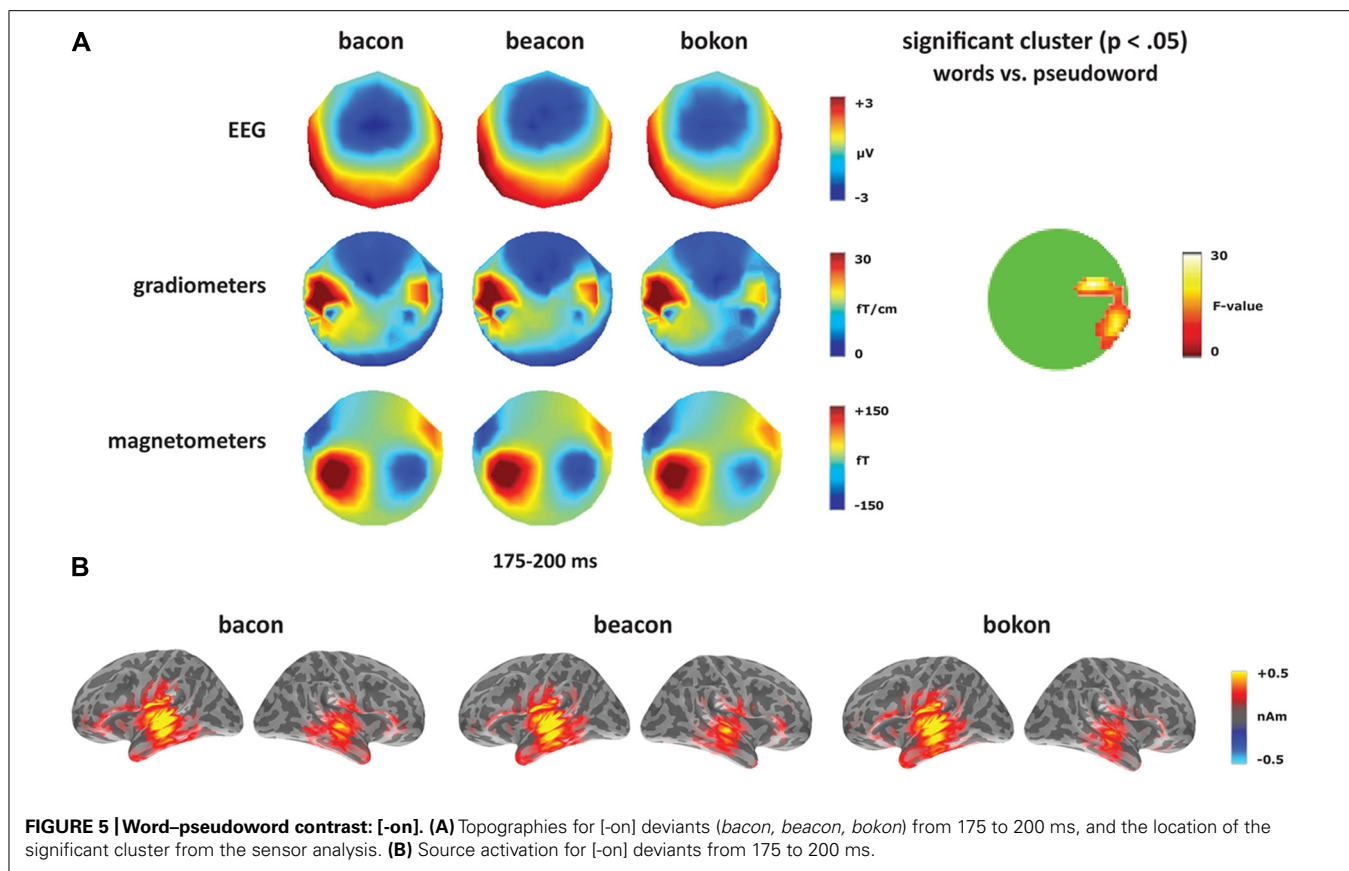 A
bacon beacon bokon significant cluster (p < .05)
words vs. pseudoword
EEG
+3
µV
-3
gradiometers
30
fT/cm
0
30
F-value
0
magnetometers
+150
fT
-150
175-200 ms
B
bacon beacon bokon
+0.5
nAm
-0.5
FIGURE 5 | Word–pseudoword contrast: [-on]. (A) Topographies for [-on] deviants (bacon, beacon, bokon) from 175 to 200 ms, and the location of the
significant cluster from the sensor analysis. (B) Source activation for [-on] deviants from 175 to 200 ms.